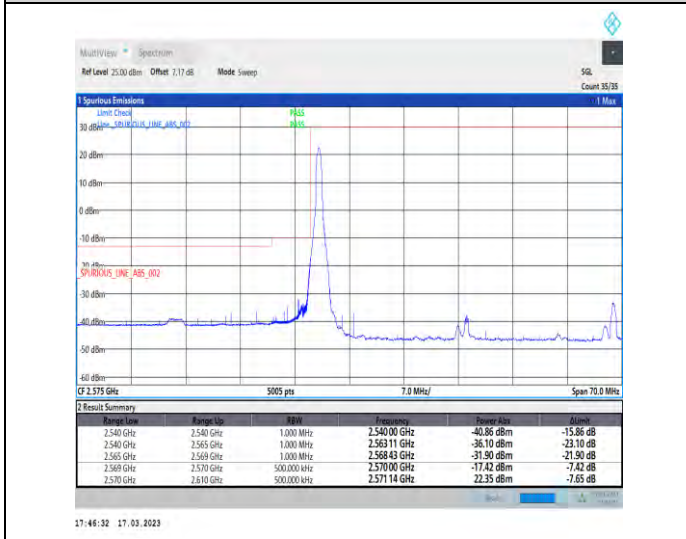 MultiView Spectrum
Ref Level 25.00 dBm Offset 7.17 dB Mode Sweep SGL
Count 35/35
1 Spurious Emissions 1 Max
Limit Check PASS
Line _SPURIOUS_LINE_ABS_002 PASS
30 dBm
20 dBm
10 dBm
0 dBm
-10 dBm
-20 dBm
_SPURIOUS_LINE_ABS_002
-30 dBm
-40 dBm
-50 dBm
-60 dBm
CF 2.575 GHz 5005 pts 7.0 MHz/ Span 70.0 MHz
2 Result Summary
Range Low Range Up RBW Frequency Power Abs ΔLimit
2.540 GHz 2.540 GHz 1.000 MHz 2.540 00 GHz -40.86 dBm -15.86 dB
2.540 GHz 2.565 GHz 1.000 MHz 2.563 11 GHz -36.10 dBm -23.10 dB
2.565 GHz 2.569 GHz 1.000 MHz 2.568 43 GHz -31.90 dBm -21.90 dB
2.569 GHz 2.570 GHz 500.000 kHz 2.570 00 GHz -17.42 dBm -7.42 dB
2.570 GHz 2.610 GHz 500.000 kHz 2.571 14 GHz 22.35 dBm -7.65 dB
17:46:32 17.03.2023